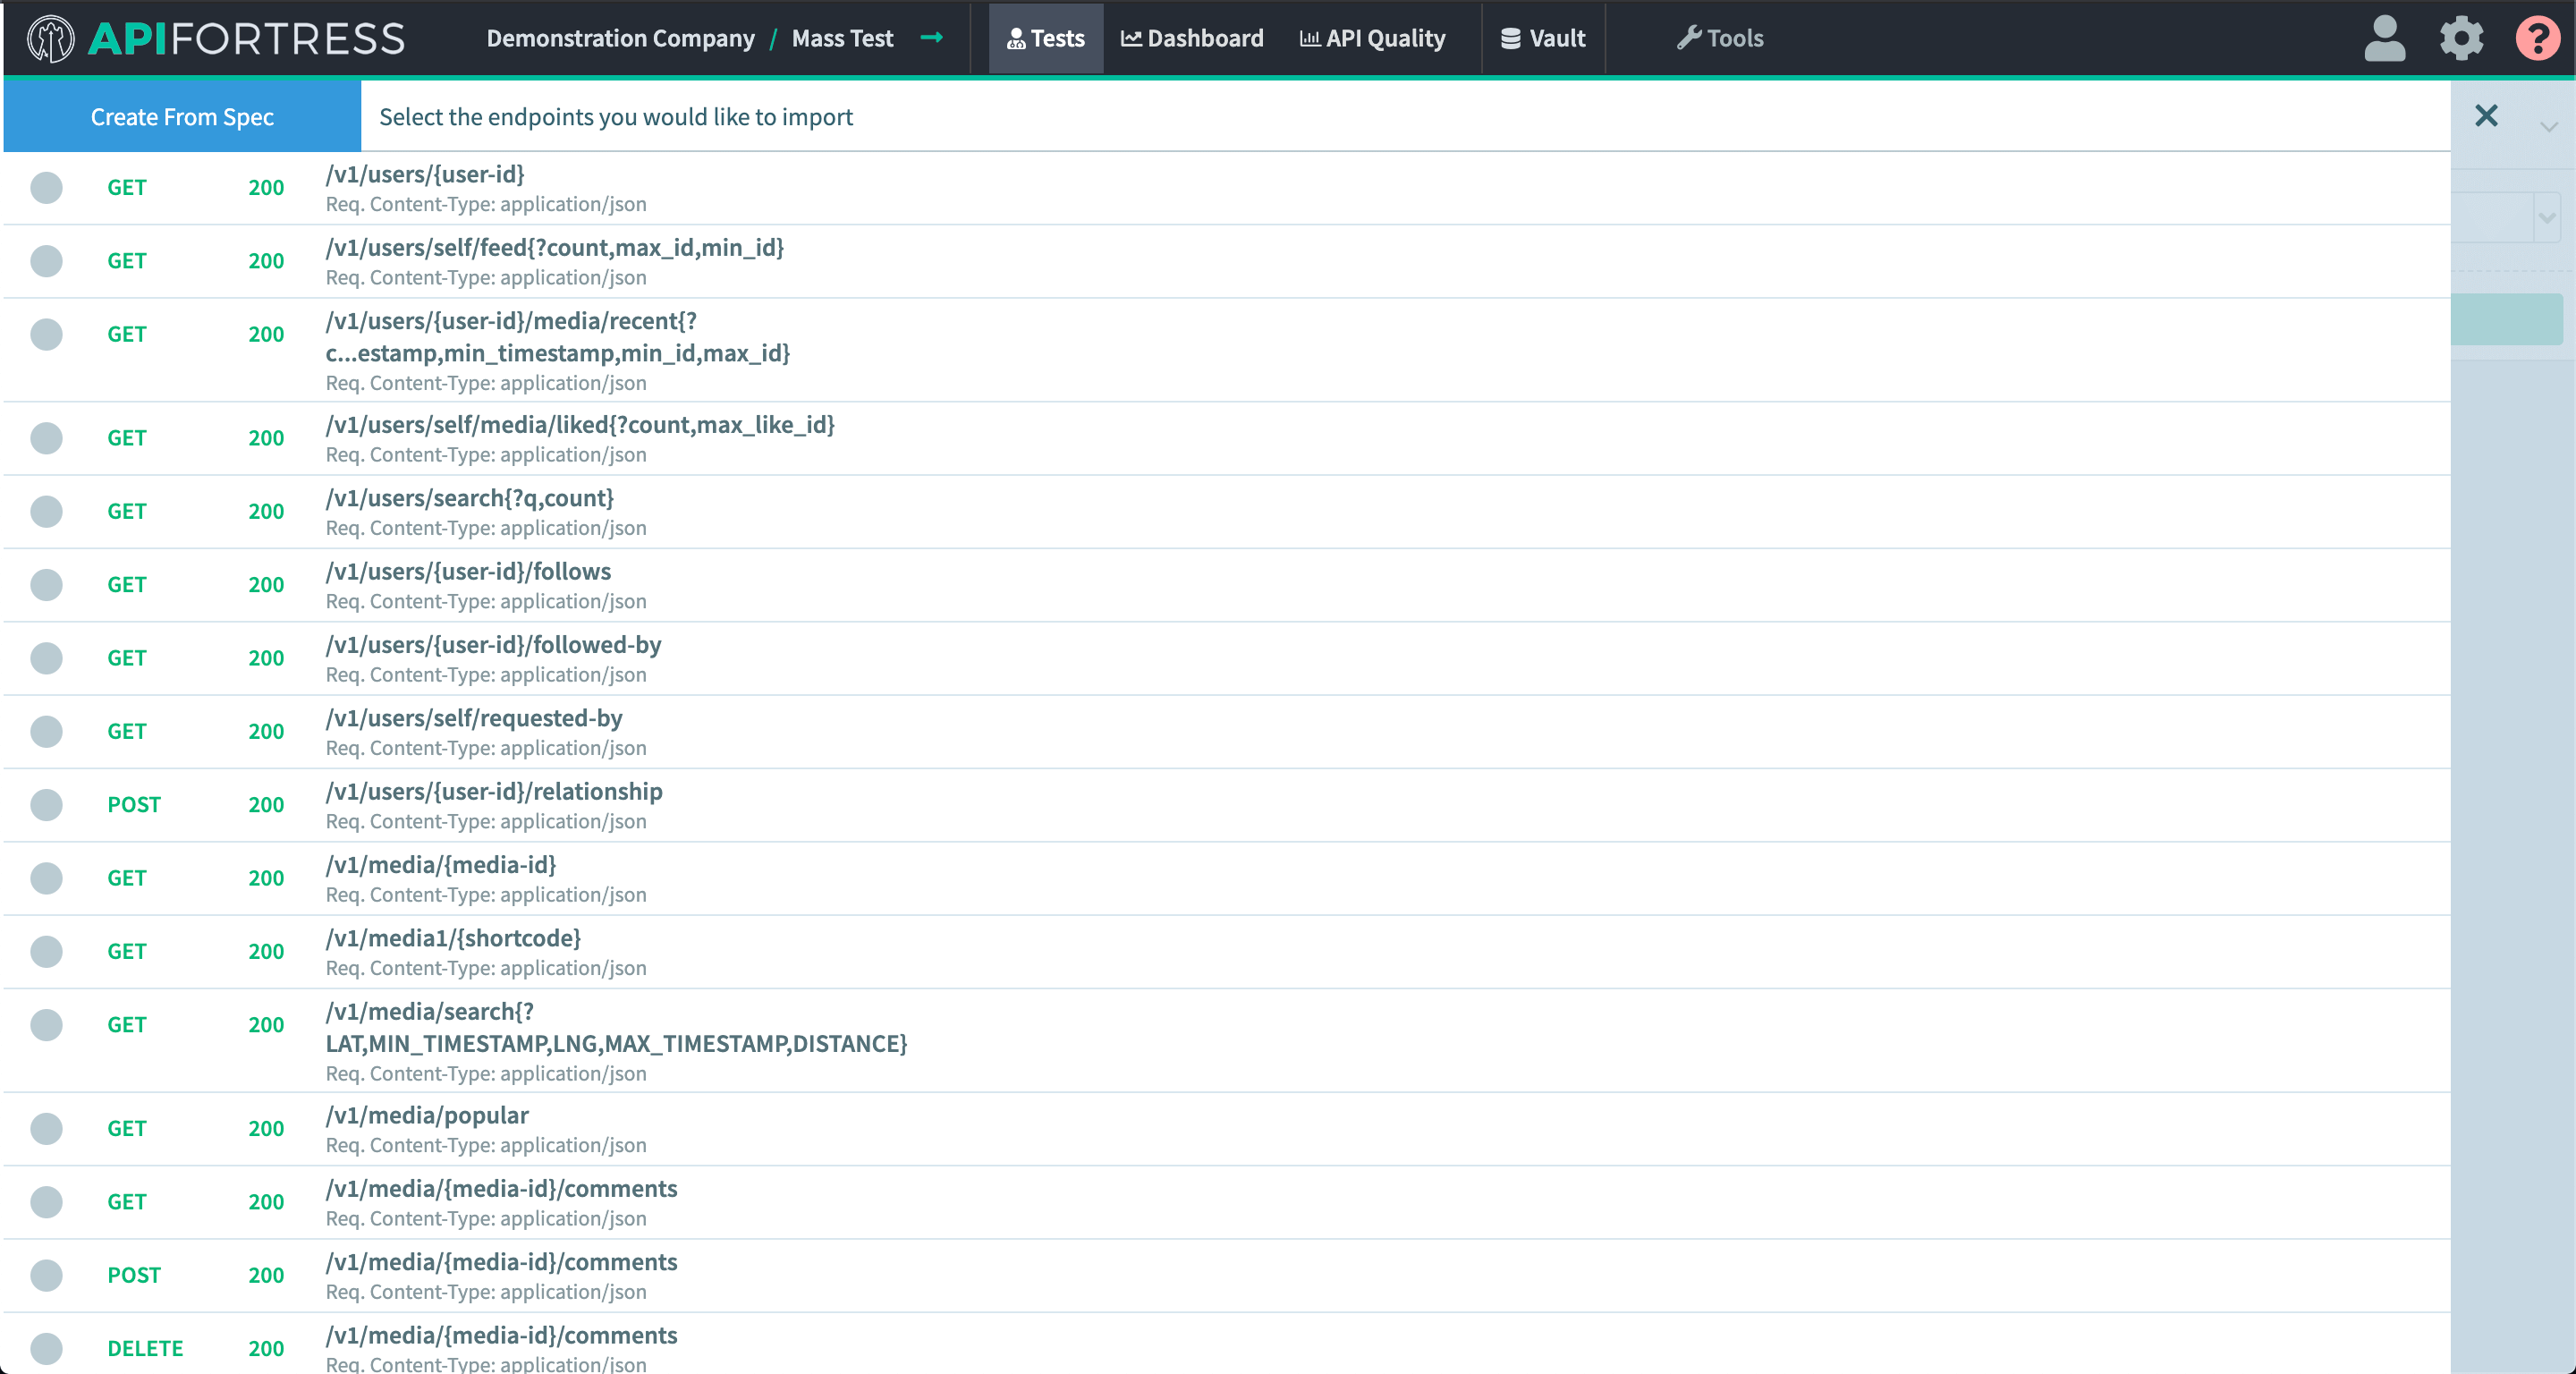 APIFORTRESS
Demonstration Company / Mass Test
Tests
Dashboard
API Quality
Vault
Tools
?
Create From Spec
Select the endpoints you would like to import
GET 200 /v1/users/{user-id}
Req. Content-Type: application/json
GET 200 /v1/users/self/feed{?count,max_id,min_id}
Req. Content-Type: application/json
GET 200 /v1/users/{user-id}/media/recent{?
c...estamp,min_timestamp,min_id,max_id}
Req. Content-Type: application/json
GET 200 /v1/users/self/media/liked{?count,max_like_id}
Req. Content-Type: application/json
GET 200 /v1/users/search{?q,count}
Req. Content-Type: application/json
GET 200 /v1/users/{user-id}/follows
Req. Content-Type: application/json
GET 200 /v1/users/{user-id}/followed-by
Req. Content-Type: application/json
GET 200 /v1/users/self/requested-by
Req. Content-Type: application/json
POST 200 /v1/users/{user-id}/relationship
Req. Content-Type: application/json
GET 200 /v1/media/{media-id}
Req. Content-Type: application/json
GET 200 /v1/media1/{shortcode}
Req. Content-Type: application/json
GET 200 /v1/media/search{?
LAT,MIN_TIMESTAMP,LNG,MAX_TIMESTAMP,DISTANCE}
Req. Content-Type: application/json
GET 200 /v1/media/popular
Req. Content-Type: application/json
GET 200 /v1/media/{media-id}/comments
Req. Content-Type: application/json
POST 200 /v1/media/{media-id}/comments
Req. Content-Type: application/json
DELETE 200 /v1/media/{media-id}/comments
Req. Content-Type: application/json